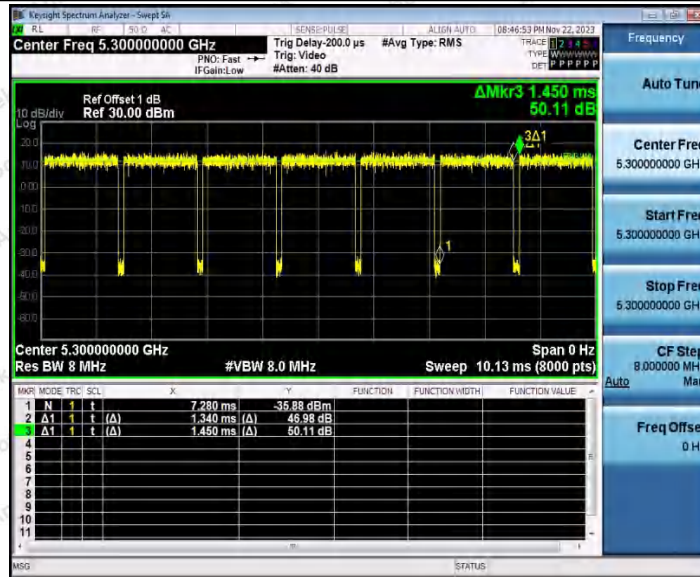 Keysight Spectrum Analyzer - Swept SA
RL RF 50 Ω AC SENSE:PULSE ALIGN AUTO 08:46:53 PM Nov 22, 2023
Center Freq 5.300000000 GHz
PNO: Fast
IFGain:Low
Trig Delay-200.0 µs
Trig: Video
#Atten: 40 dB
#Avg Type: RMS
TRACE 1 2 3 4 5
TYPE
DET P P P P P P
Ref Offset 1 dB
10 dB/div Ref 30.00 dBm
Log
ΔMkr3 1.450 ms
50.11 dB
20.0
10.0
0.00
-10.0
-20.0
-30.0
-40.0
-50.0
3Δ1
1
Center 5.300000000 GHz Span 0 Hz
Res BW 8 MHz #VBW 8.0 MHz Sweep 10.13 ms (8000 pts)
MKR MODE TRC SCL X Y FUNCTION FUNCTION WIDTH FUNCTION VALUE
1 N 1 t 7.280 ms -35.88 dBm
2 Δ1 1 t (Δ) 1.340 ms (Δ) 46.98 dB
3 Δ1 1 t (Δ) 1.450 ms (Δ) 50.11 dB
4
5
6
7
8
9
10
11
MSG STATUS
Frequency
Auto Tun
Center Fre
5.300000000 GH
Start Fre
5.300000000 GH
Stop Fre
5.300000000 GH
CF Step
8.000000 MH
Auto Ma
Freq Offse
0 H